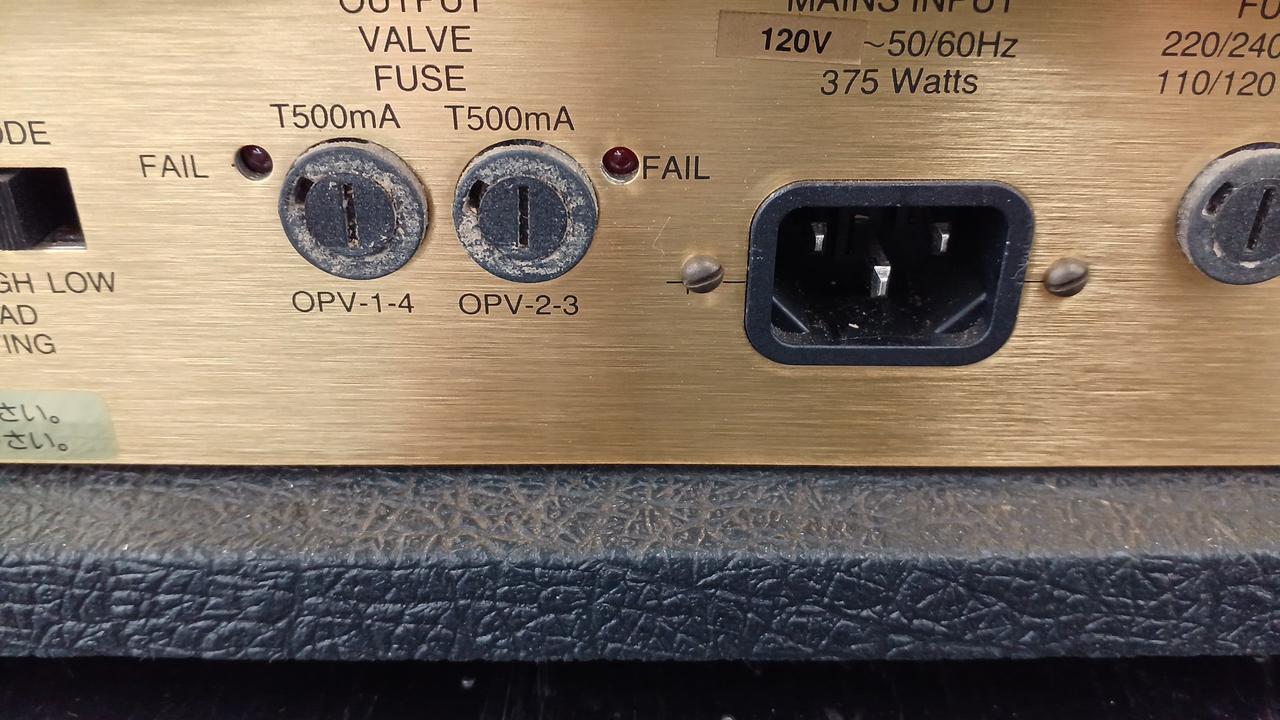 OUTPUT
VALVE
FUSE
T500mA T500mA
FAIL
FAIL
OPV-1-4 OPV-2-3
MAINS INPUT
120V ~50/60Hz
375 Watts
FU
220/240
110/120
ODE
GH LOW
AD
ING
さい。
さい。